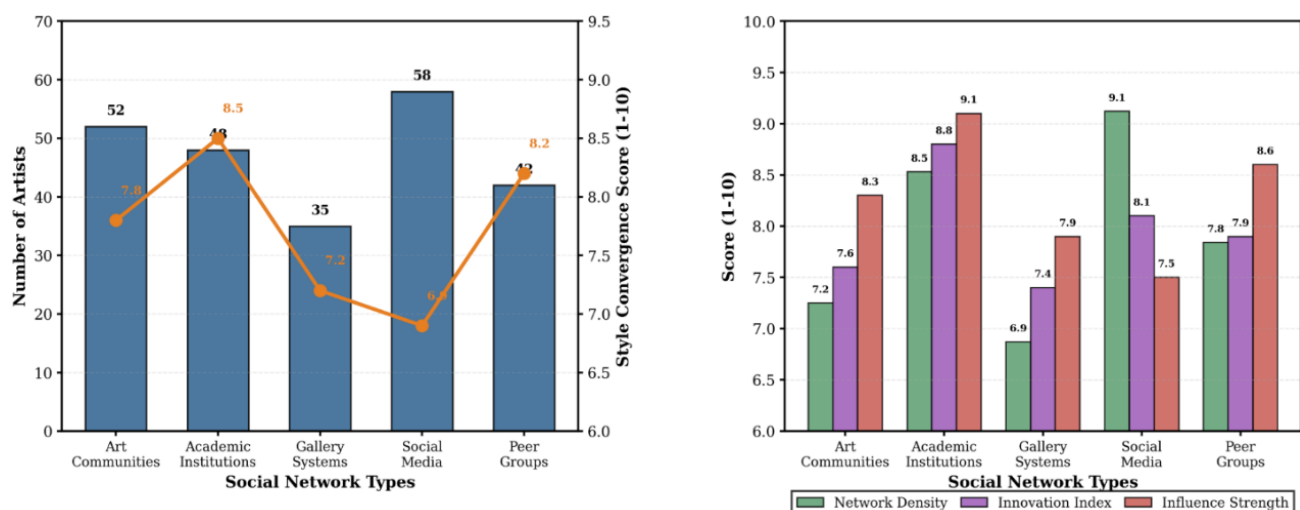 70
60
50
40
30
20
10
0
Number of Artists
52
48
35
58
42
7.8
8.5
7.2
6.9
8.2
9.5
9.0
8.5
8.0
7.5
7.0
6.5
6.0
Style Convergence Score (1-10)
Art
Communities
Academic
Institutions
Gallery
Systems
Social
Media
Peer
Groups
Social Network Types
10.0
9.5
9.0
8.5
8.0
7.5
7.0
6.5
6.0
Score (1-10)
7.2
7.6
8.3
8.5
8.8
9.1
6.9
7.4
7.9
9.1
8.1
7.5
7.8
7.9
8.6
Art
Communities
Academic
Institutions
Gallery
Systems
Social
Media
Peer
Groups
Social Network Types
Network Density
Innovation Index
Influence Strength